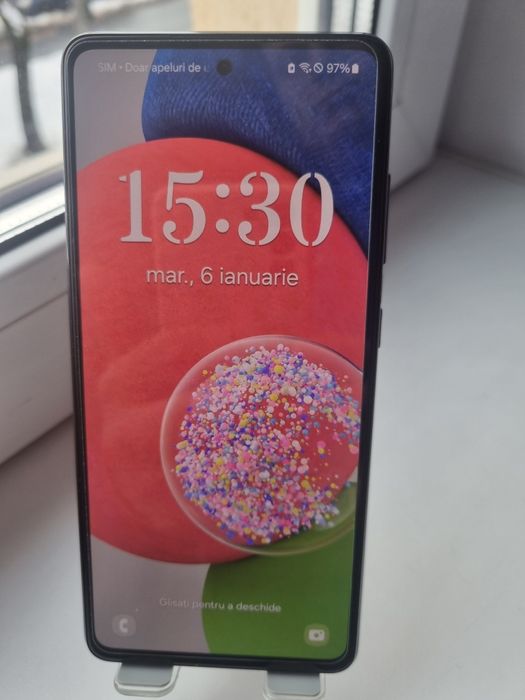 SIM • Doar apeluri de u
97%
15:30
mar., 6 ianuarie
Glisați pentru a deschide